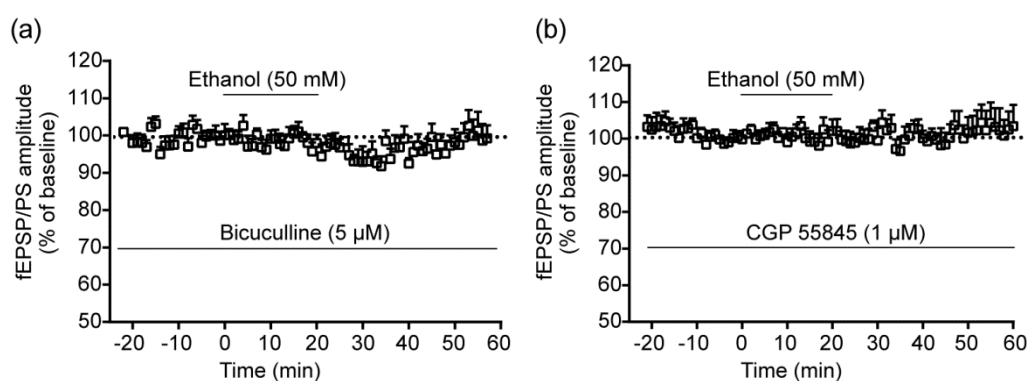 (a)
fEPSP/PS amplitude
(% of baseline)
120
110
100
90
80
70
60
50
Ethanol (50 mM)
Bicuculline (5 µM)
-20 -10 0 10 20 30 40 50 60
Time (min)
(b)
fEPSP/PS amplitude
(% of baseline)
120
110
100
90
80
70
60
50
Ethanol (50 mM)
CGP 55845 (1 µM)
-20 -10 0 10 20 30 40 50 60
Time (min)